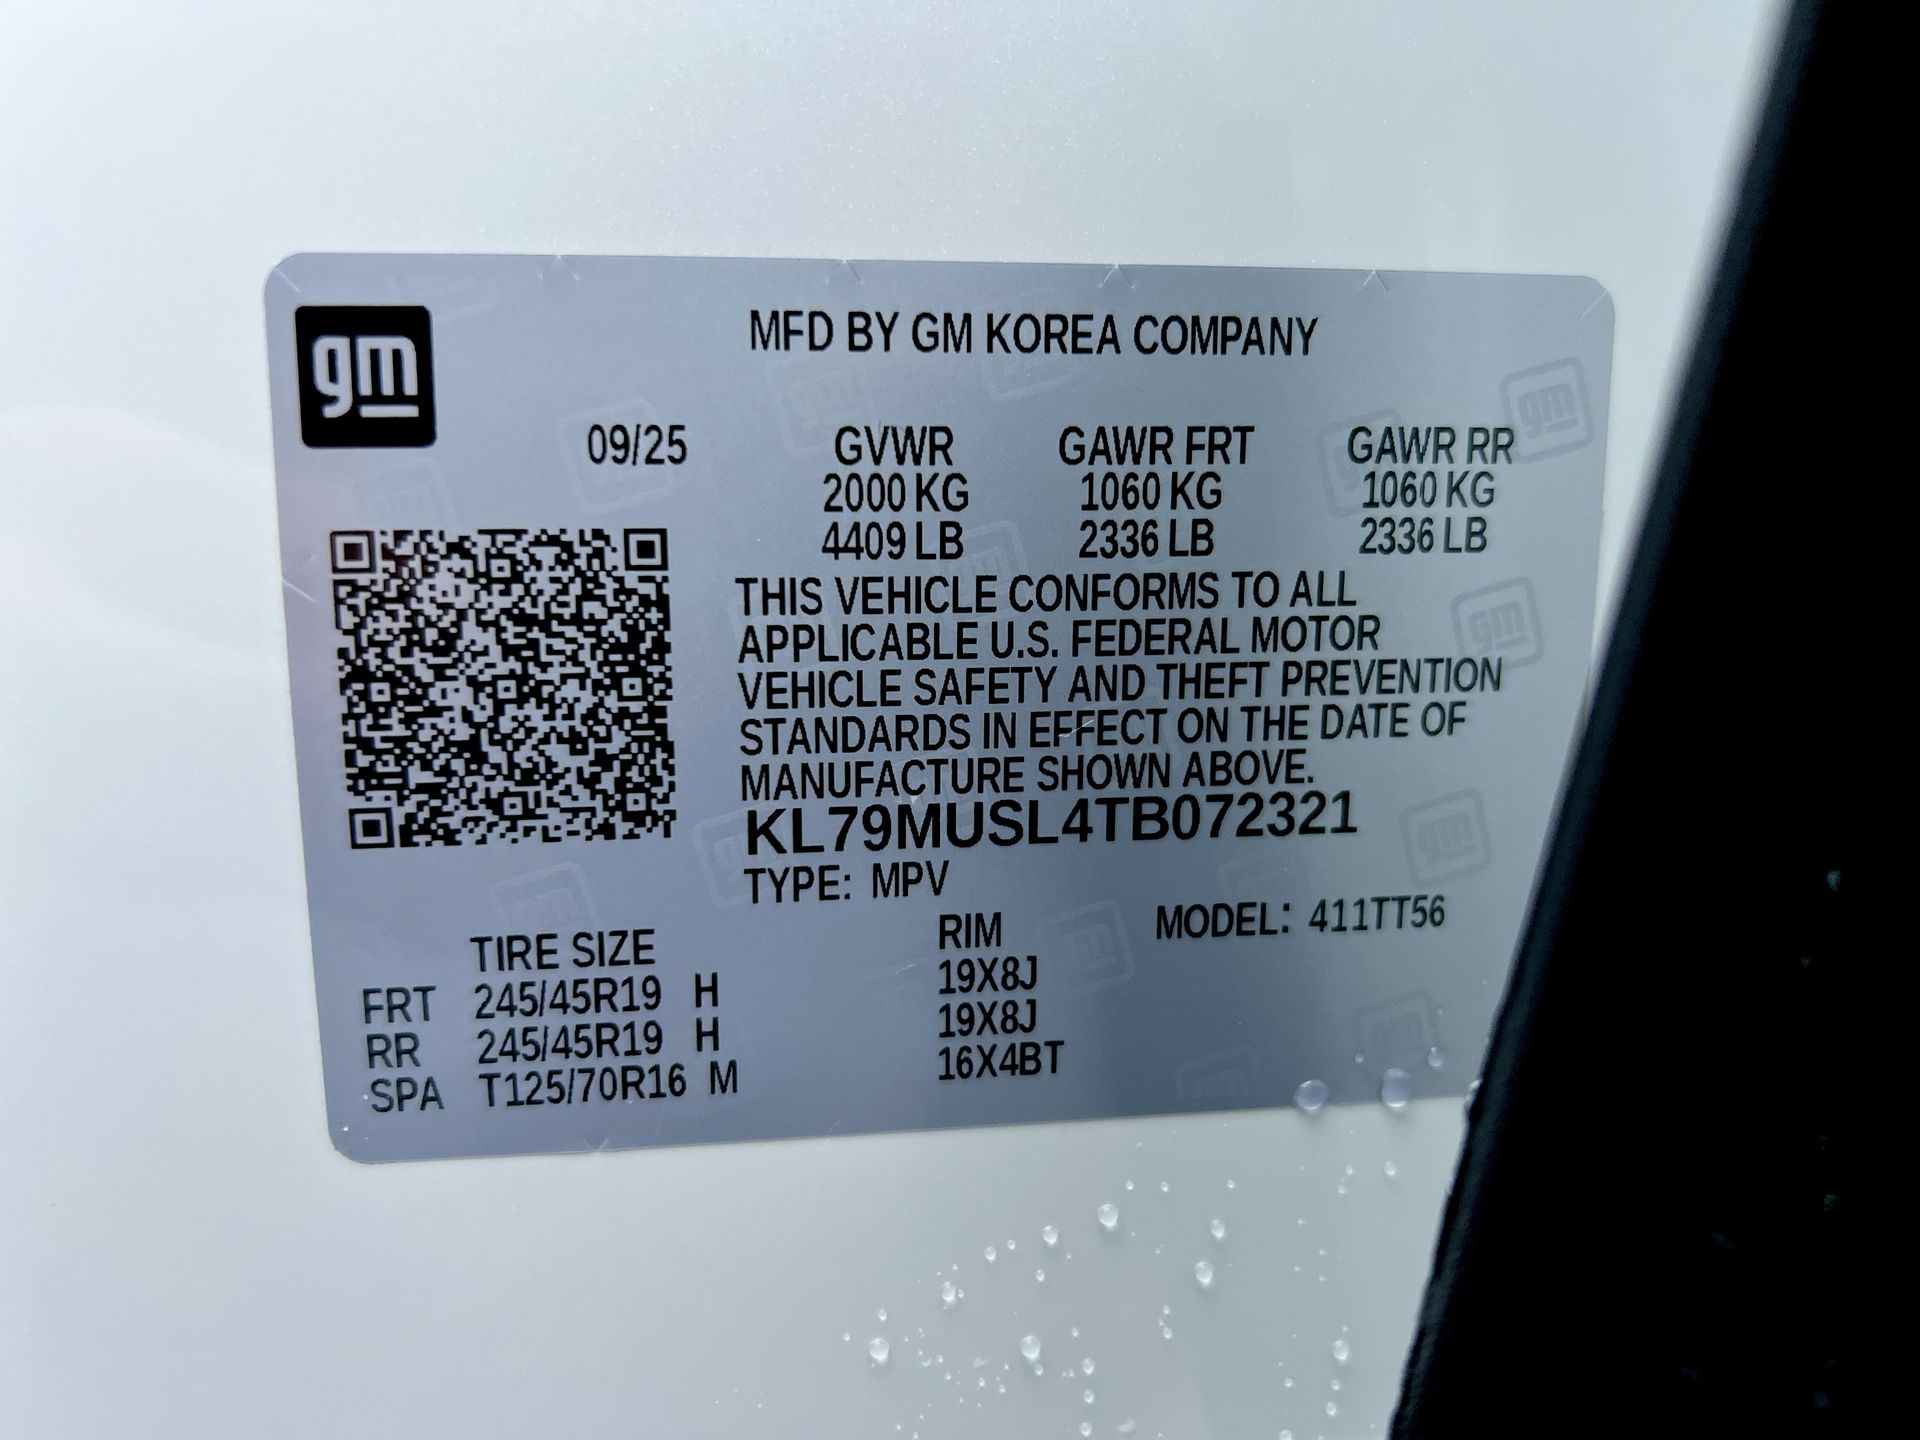 gm
MFD BY GM KOREA COMPANY
09/25 GVWR GAWR FRT GAWR RR
2000 KG 1060 KG 1060 KG
4409 LB 2336 LB 2336 LB
THIS VEHICLE CONFORMS TO ALL
APPLICABLE U.S. FEDERAL MOTOR
VEHICLE SAFETY AND THEFT PREVENTION
STANDARDS IN EFFECT ON THE DATE OF
MANUFACTURE SHOWN ABOVE.
KL79MUSL4TB072321
TYPE: MPV
MODEL: 411TT56
TIRE SIZE RIM
FRT 245/45R19 H 19X8J
RR 245/45R19 H 19X8J
SPA T125/70R16 M 16X4BT